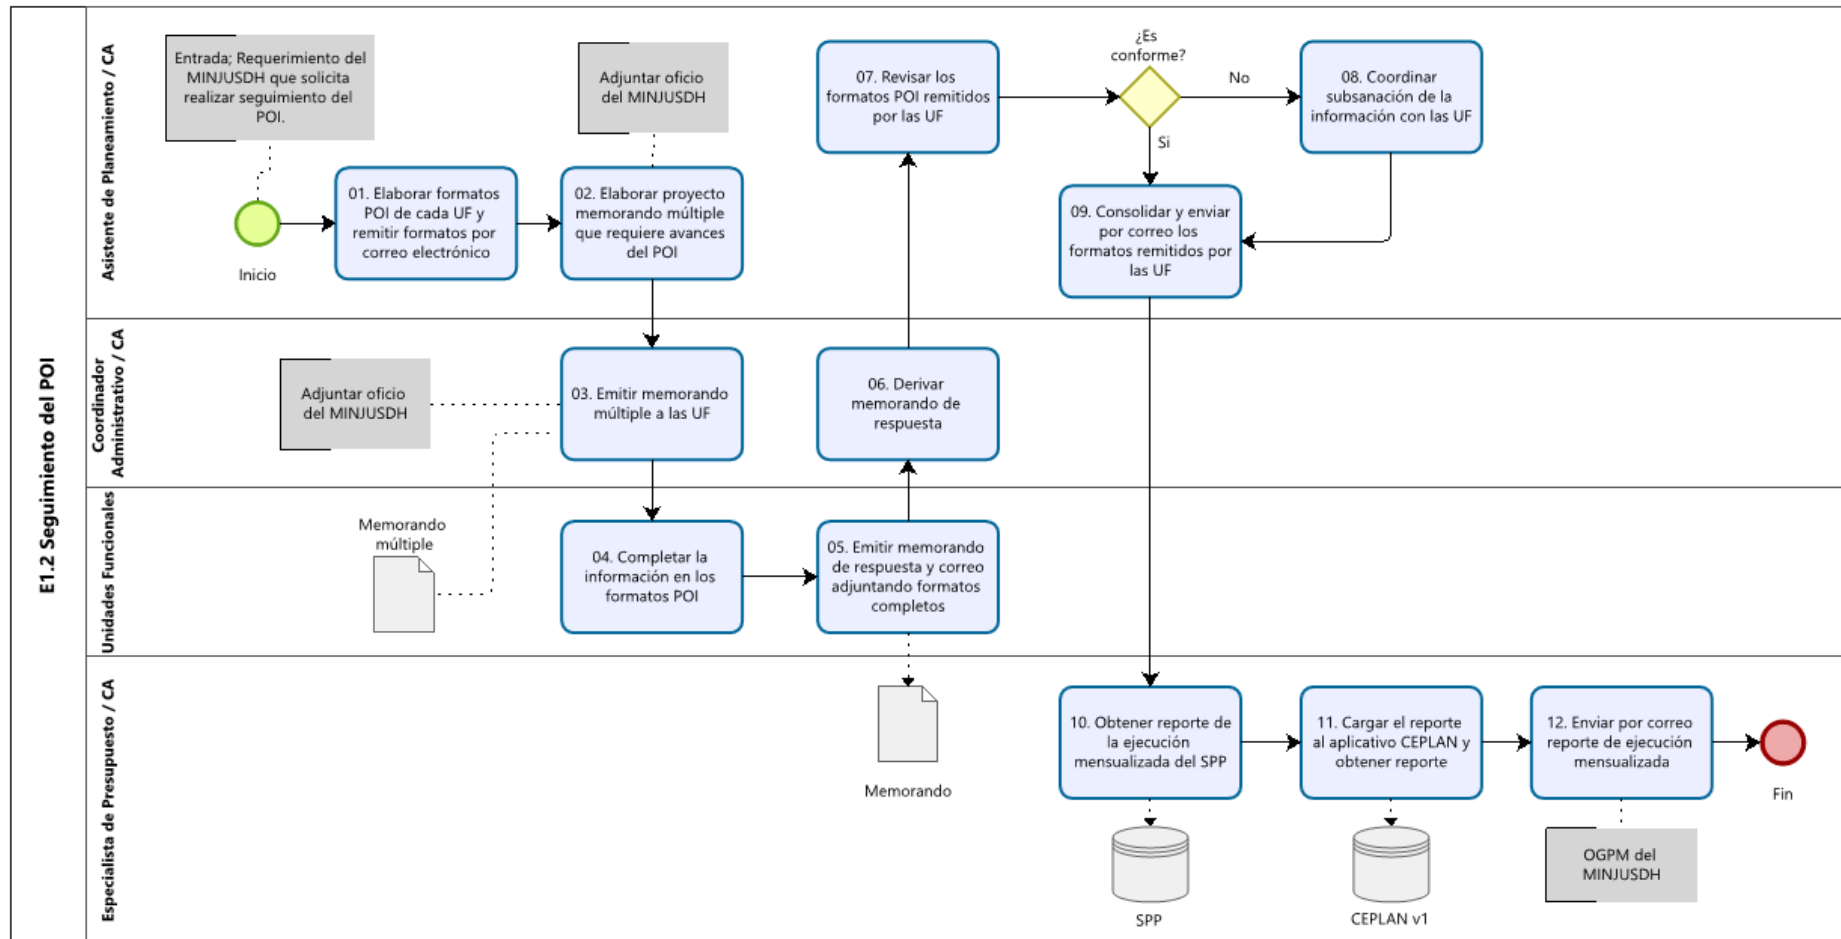 E1.2 Seguimiento del POI
Asistente de Planeamiento / CA
Entrada; Requerimiento del
MINJUSDH que solicita
realizar seguimiento del
POI.
Inicio
01. Elaborar formatos
POI de cada UF y
remitir formatos por
correo electrónico
Adjuntar oficio
del MINJUSDH
02. Elaborar proyecto
memorando múltiple
que requiere avances
del POI
07. Revisar los
formatos POI remitidos
por las UF
¿Es
conforme?
No
Si
08. Coordinar
subsanación de la
información con las UF
09. Consolidar y enviar
por correo los
formatos remitidos por
las UF
Coordinador
Administrativo / CA
Adjuntar oficio
del MINJUSDH
03. Emitir memorando
múltiple a las UF
06. Derivar
memorando de
respuesta
Unidades Funcionales
Memorando
múltiple
04. Completar la
información en los
formatos POI
05. Emitir memorando
de respuesta y correo
adjuntando formatos
completos
Especialista de Presupuesto / CA
Memorando
10. Obtener reporte de
la ejecución
mensualizada del SPP
SPP
11. Cargar el reporte
al aplicativo CEPLAN y
obtener reporte
CEPLAN v1
12. Enviar por correo
reporte de ejecución
mensualizada
OGPM del
MINJUSDH
Fin